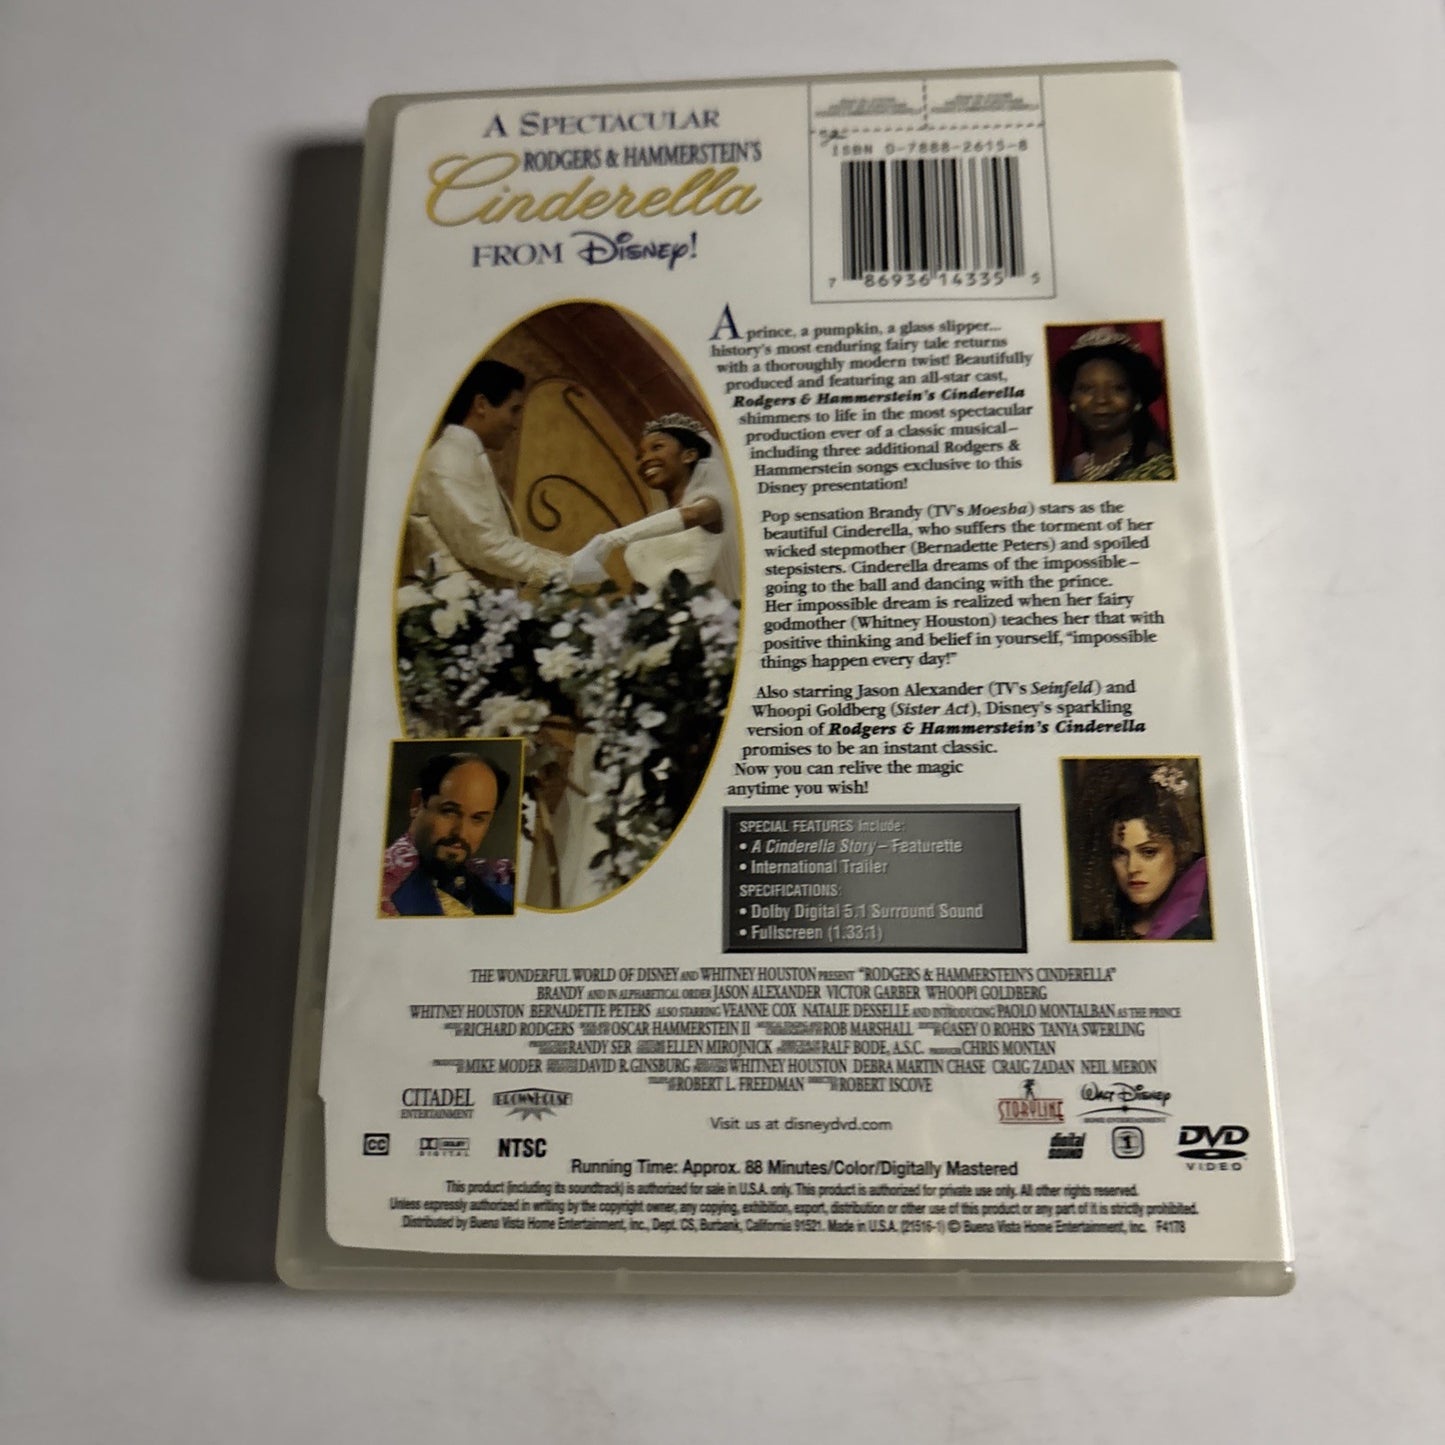 A SPECTACULAR
RODGERS & HAMMERSTEIN'S
Cinderella
FROM Disney!
ISBN 0-7888-2615-8
7 86936 14335 5
A prince, a pumpkin, a glass slipper...
history's most enduring fairy tale returns
with a thoroughly modern twist! Beautifully
produced and featuring an all-star cast,
Rodgers & Hammerstein's Cinderella
shimmers to life in the most spectacular
production ever of a classic musical—
including three additional Rodgers &
Hammerstein songs exclusive to this
Disney presentation!
Pop sensation Brandy (TV's Moesha) stars as the
beautiful Cinderella, who suffers the torment of her
wicked stepmother (Bernadette Peters) and spoiled
stepsisters. Cinderella dreams of the impossible—
going to the ball and dancing with the prince.
Her impossible dream is realized when her fairy
godmother (Whitney Houston) teaches her that with
positive thinking and belief in yourself, "impossible
things happen every day!"
Also starring Jason Alexander (TV's Seinfeld) and
Whoopi Goldberg (Sister Act), Disney's sparkling
version of Rodgers & Hammerstein's Cinderella
promises to be an instant classic.
Now you can relive the magic
anytime you wish!
SPECIAL FEATURES Include:
• A Cinderella Story – Featurette
• International Trailer
SPECIFICATIONS:
• Dolby Digital 5.1 Surround Sound
• Fullscreen (1.33:1)
THE WONDERFUL WORLD OF DISNEY AND WHITNEY HOUSTON PRESENT "RODGERS & HAMMERSTEIN'S CINDERELLA"
BRANDY AND IN ALPHABETICAL ORDER JASON ALEXANDER VICTOR GARBER WHOOPI GOLDBERG
WHITNEY HOUSTON BERNADETTE PETERS ALSO STARRING VEANNE COX NATALIE DESSELLE AND INTRODUCING PAOLO MONTALBAN AS THE PRINCE
RICHARD RODGERS OSCAR HAMMERSTEIN II ROB MARSHALL CASEY O ROHRS TANYA SWERLING
RANDY SER ELLEN MIROJNICK RALF BODE, A.S.C. CHRIS MONTAN
MIKE MODER DAVID R. GINSBURG WHITNEY HOUSTON DEBRA MARTIN CHASE CRAIG ZADAN NEIL MERON
ROBERT L. FREEDMAN ROBERT ISCOVE
CITADEL
ENTERTAINMENT
BROWNHOUSE
STORYLINE
WALT DISNEY
HOME ENTERTAINMENT
Visit us at disneydvd.com
CC
DOLBY
DIGITAL
NTSC
digital
SOUND
1
DVD
VIDEO
Running Time: Approx. 88 Minutes/Color/Digitally Mastered
This product (including its soundtrack) is authorized for sale in U.S.A. only. This product is authorized for private use only. All other rights reserved.
Unless expressly authorized in writing by the copyright owner, any copying, exhibition, export, distribution or other use of this product or any part of it is strictly prohibited.
Distributed by Buena Vista Home Entertainment, Inc., Dept. CS, Burbank, California 91521. Made in U.S.A. (21516-1) © Buena Vista Home Entertainment, Inc. F4178